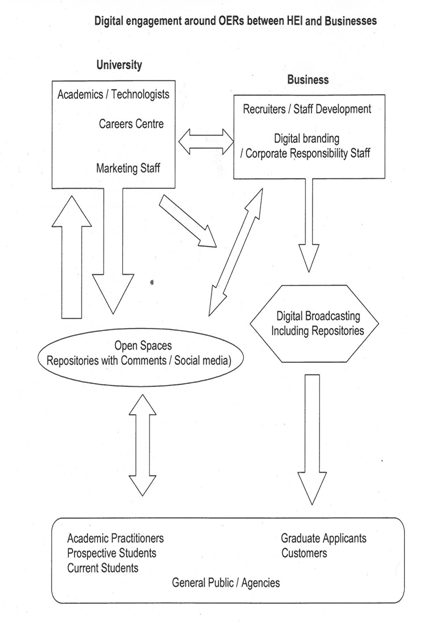 Digital engagement around OERs between HEI and Businesses
University
Academics / Technologists
Careers Centre
Marketing Staff
Business
Recruiters / Staff Development
Digital branding
/ Corporate Responsibility Staff
Digital Broadcasting
Including Repositories
Open Spaces
Repositories with Comments / Social media)
Academic Practitioners
Prospective Students
Current Students
Graduate Applicants
Customers
General Public / Agencies